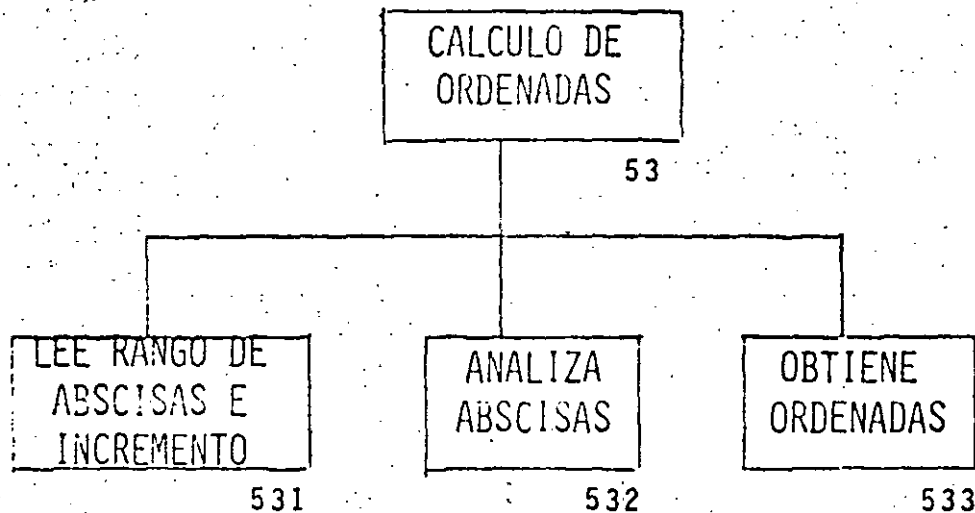 CALCULO DE
ORDENADAS
53
LEE RANGO DE
ABSCISAS E
INCREMENTO
531
ANALIZA
ABSCISAS
532
OBTIENE
ORDENADAS
533